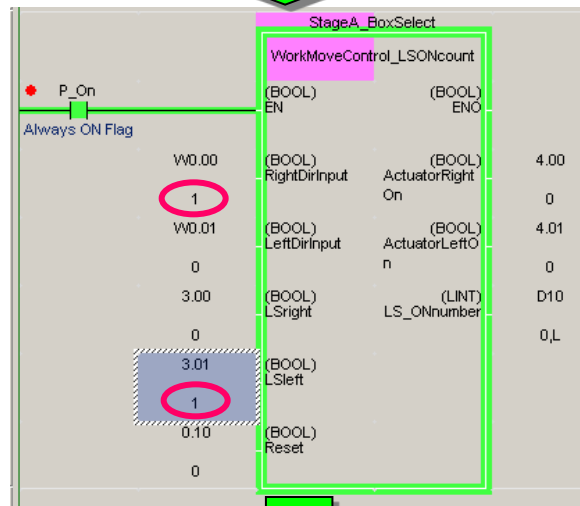 StageA_BoxSelect
WorkMoveControl_LSONcount
P_On
(BOOL) (BOOL)
EN ENO
Always ON Flag
W0.00 (BOOL) (BOOL) 4.00
RightDirInput ActuatorRight
On
1 0
W0.01 (BOOL) (BOOL) 4.01
LeftDirInput ActuatorLeftO
n
0 0
3.00 (BOOL) (LINT) D10
LSright LS_ONnumber
0 0,L
3.01 (BOOL)
LSleft
1
0.10 (BOOL)
Reset
0